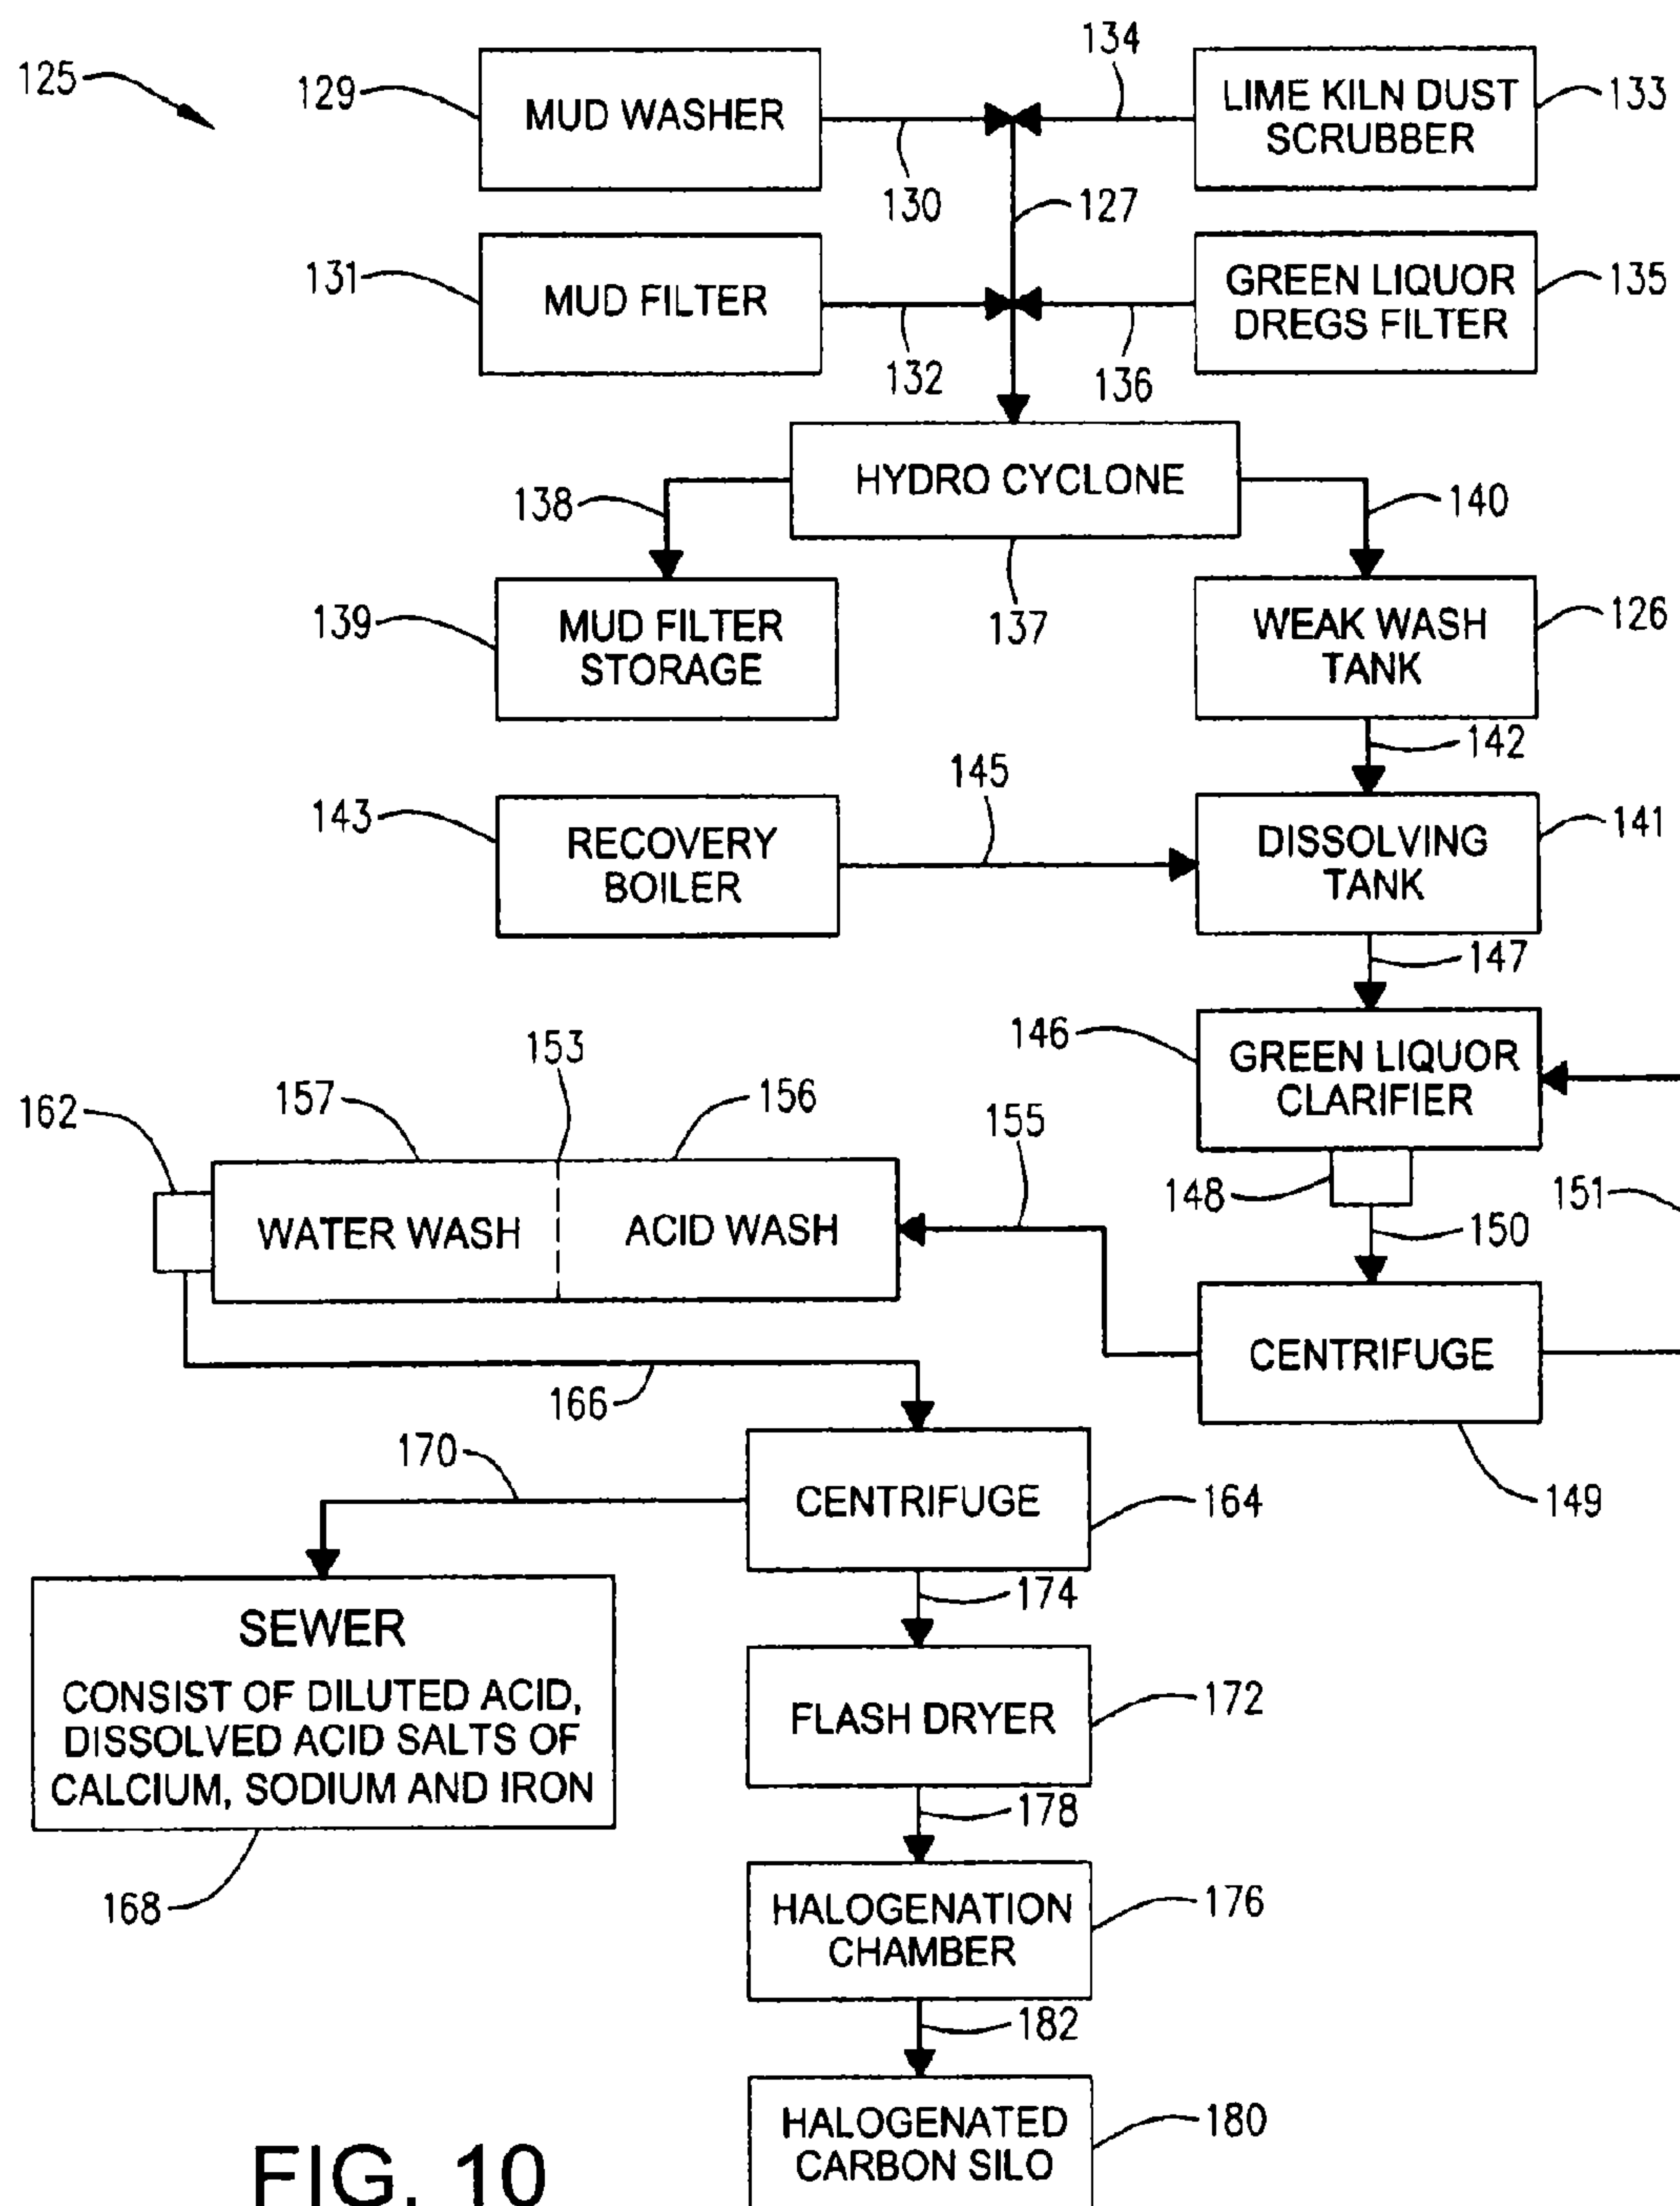 134
125
129
MUD WASHER
LIME KILN DUST
SCRUBBER
133
130
127
131
MUD FILTER
GREEN LIQUOR
DREGS FILTER
135
132
136
HYDRO CYCLONE
138
140
137
139
MUD FILTER
STORAGE
WEAK WASH
TANK
126
142
145
143
RECOVERY
BOILER
DISSOLVING
TANK
141
147
146
GREEN LIQUOR
CLARIFIER
153
162
157
156
155
148
151
150
WATER WASH
ACID WASH
CENTRIFUGE
149
166
170
CENTRIFUGE
164
174
SEWER
CONSIST OF DILUTED ACID,
DISSOLVED ACID SALTS OF
CALCIUM, SODIUM AND IRON
168
FLASH DRYER
172
178
HALOGENATION
CHAMBER
176
182
HALOGENATED
CARBON SILO
180
FIG. 10